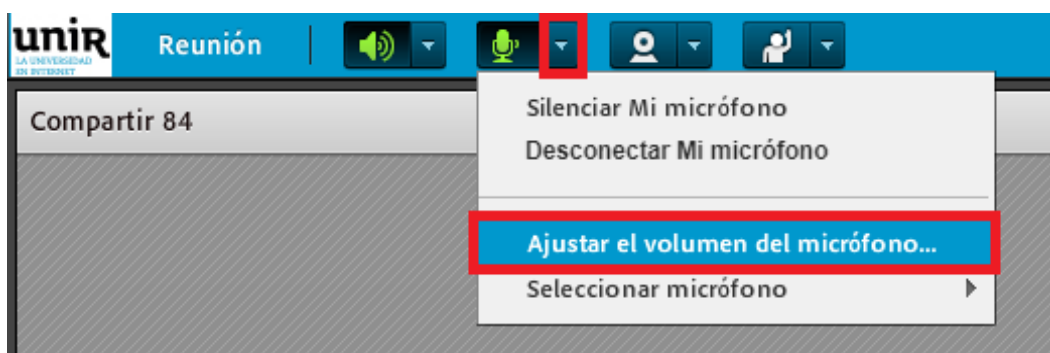 unir
LA UNIVERSIDAD
EN INTERNET
Reunión
Compartir 84
Silenciar Mi micrófono
Desconectar Mi micrófono
Ajustar el volumen del micrófono...
Seleccionar micrófono